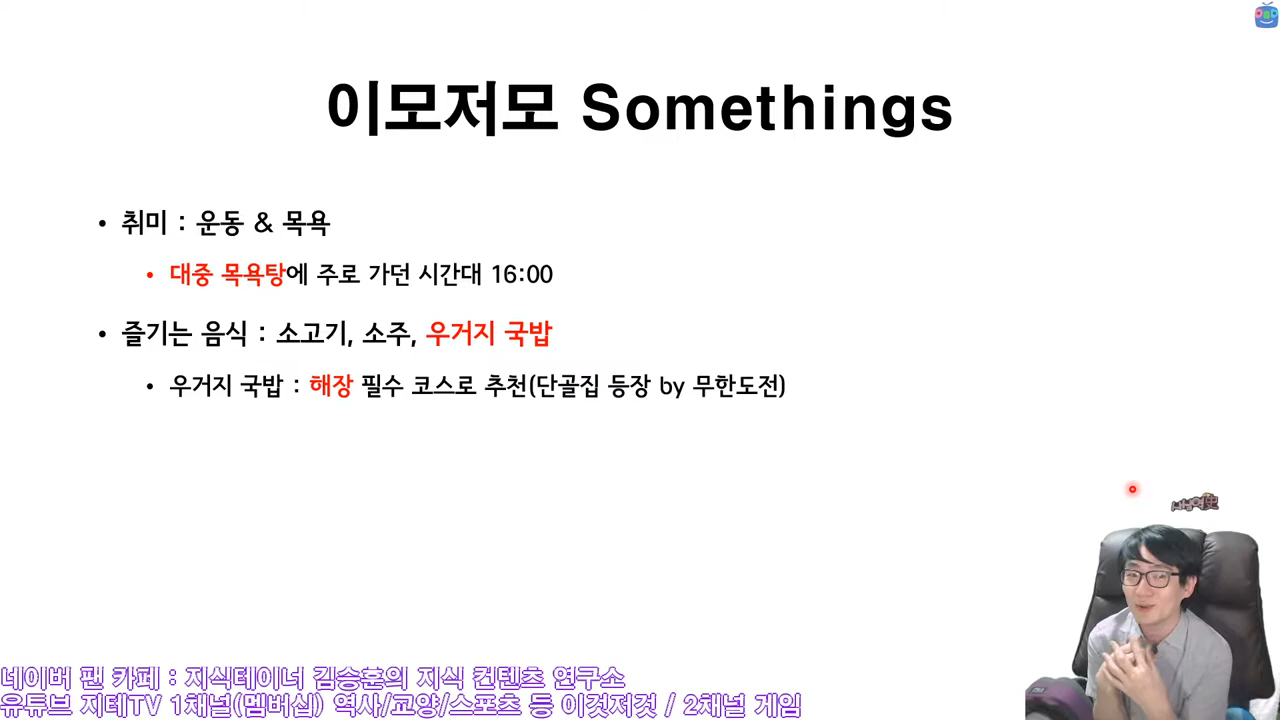 이모저모 Somethings
• 취미 : 운동 & 목욕
• 대중 목욕탕에 주로 가던 시간대 16:00
• 즐기는 음식 : 소고기, 소주, 우거지 국밥
• 우거지 국밥 : 해장 필수 코스로 추천(단골집 등장 by 무한도전)
네이버 팬 카페 : 지식테이너 김승훈의 지식 컨텐츠 연구소
유튜브 지테TV 1채널(멤버십) 역사/교양/스포츠 등 이것저것 / 2채널 게임